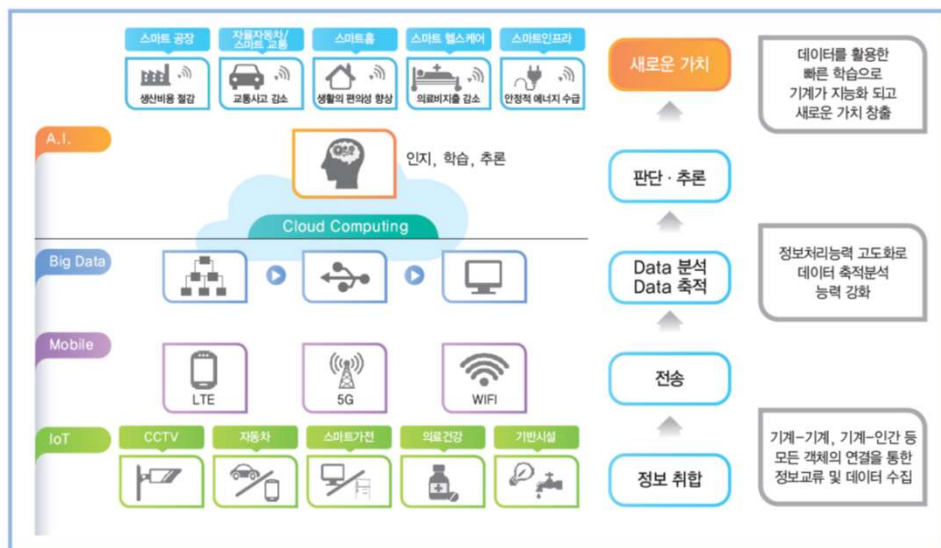 스마트 공장
자율자동차/
스마트 교통
스마트홈
스마트 헬스케어
스마트인프라
생산비용 절감
교통사고 감소
생활의 편의성 향상
의료비지출 감소
안정적 에너지 수급
새로운 가치
데이터를 활용한
빠른 학습으로
기계가 지능화 되고
새로운 가치 창출
A.I.
인지, 학습, 추론
판단 · 추론
Cloud Computing
Big Data
Data 분석
Data 축적
정보처리능력 고도화로
데이터 축적분석
능력 강화
Mobile
LTE
5G
WIFI
전송
IoT
CCTV
자동차
스마트가전
의료건강
기반시설
정보 취합
기계-기계, 기계-인간 등
모든 객체의 연결을 통한
정보교류 및 데이터 수집